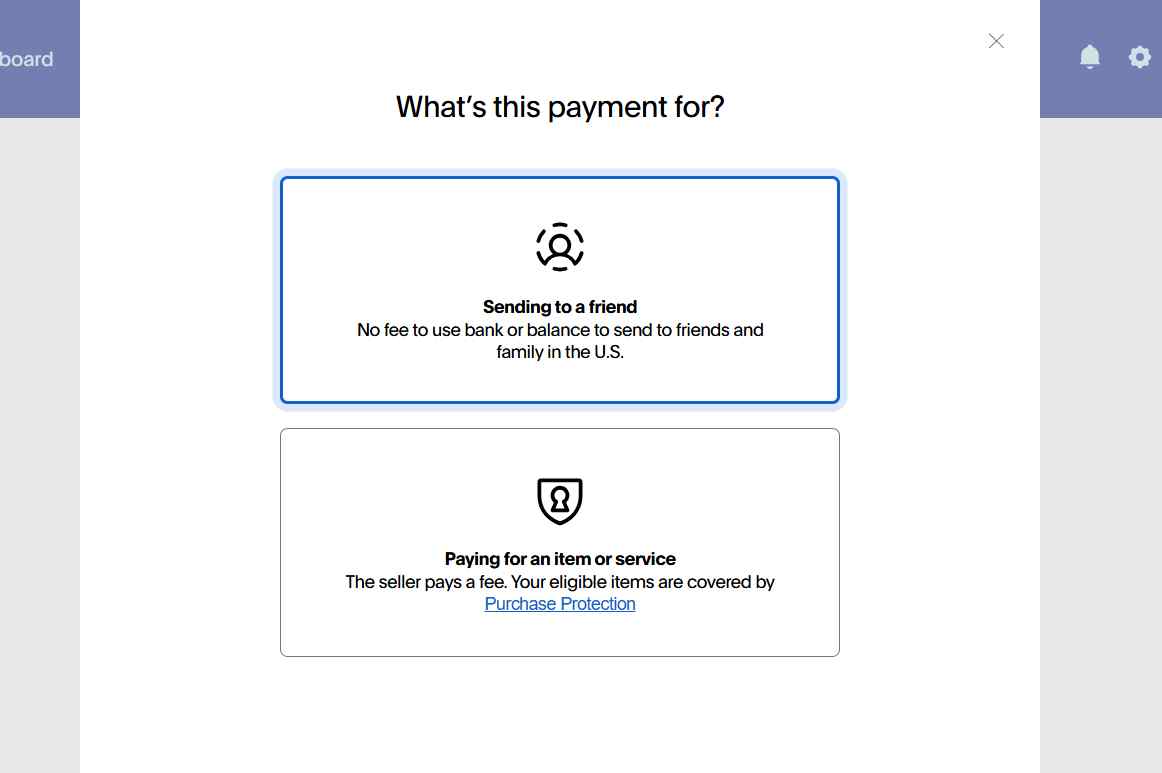 board
What's this payment for?
Sending to a friend
No fee to use bank or balance to send to friends and
family in the U.S.
Paying for an item or service
The seller pays a fee. Your eligible items are covered by
Purchase Protection